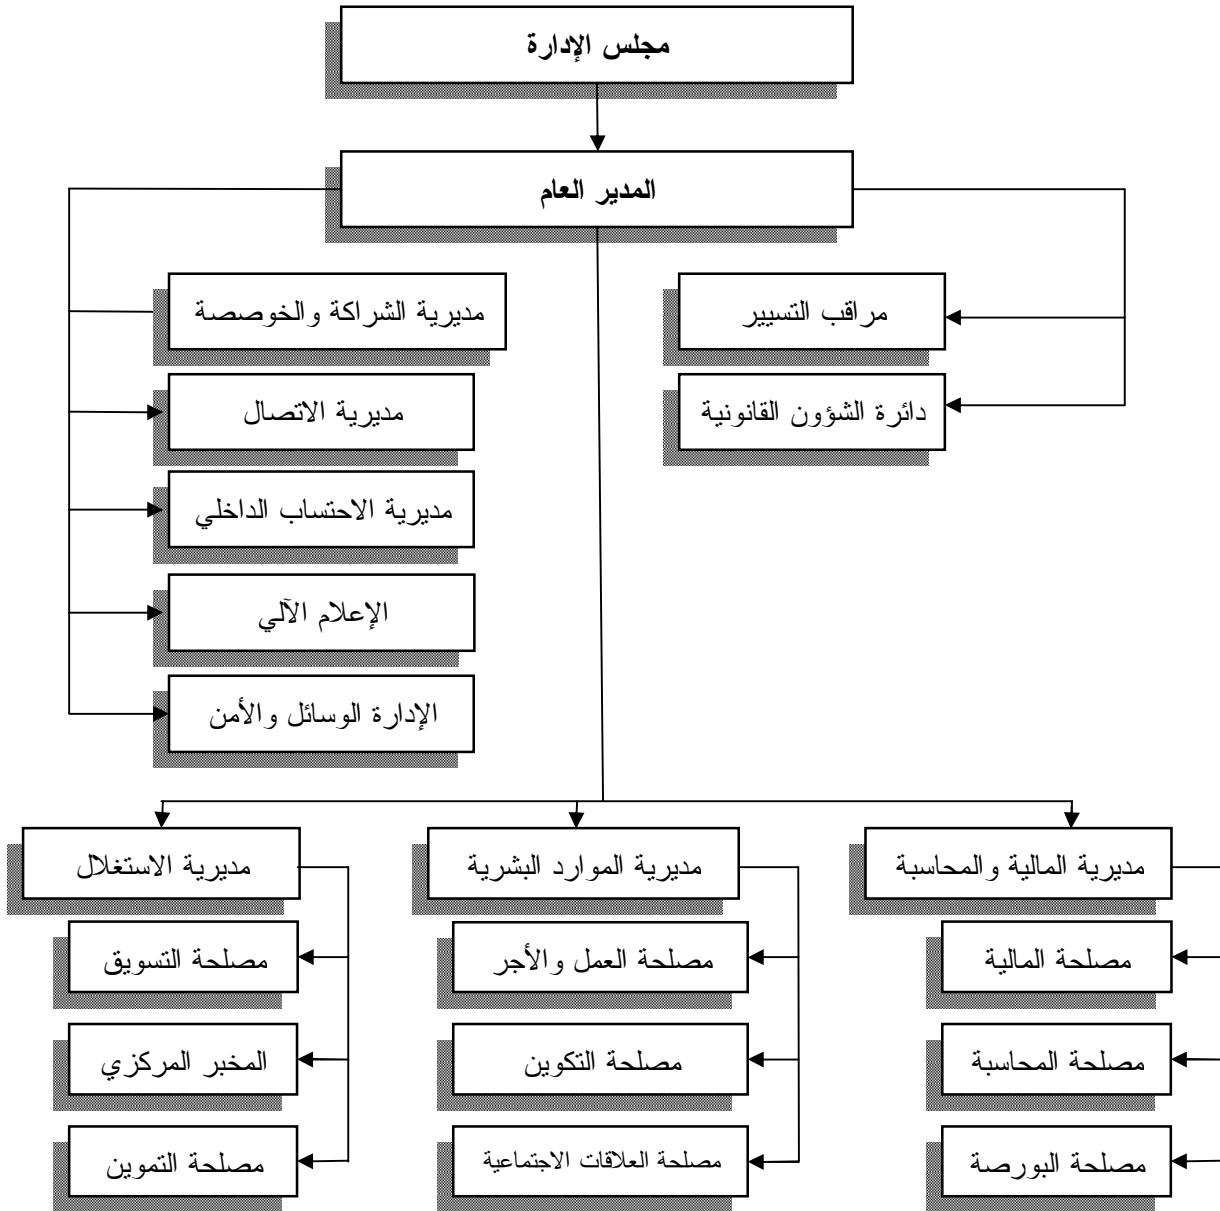 مجلس الإدارة
المدير العام
مراقب التسيير
دائرة الشؤون القانونية
مديرية الشراكة والخوصصة
مديرية الاتصال
مديرية الاحتساب الداخلي
الإعلام الآلي
الإدارة الوسائل والأمن
مديرية المالية والمحاسبة
مصلحة المالية
مصلحة المحاسبة
مصلحة البورصة
مديرية الموارد البشرية
مصلحة العمل والأجر
مصلحة التكوين
مصلحة العلاقات الاجتماعية
مديرية الاستغلال
مصلحة التسويق
المخبر المركزي
مصلحة التموين